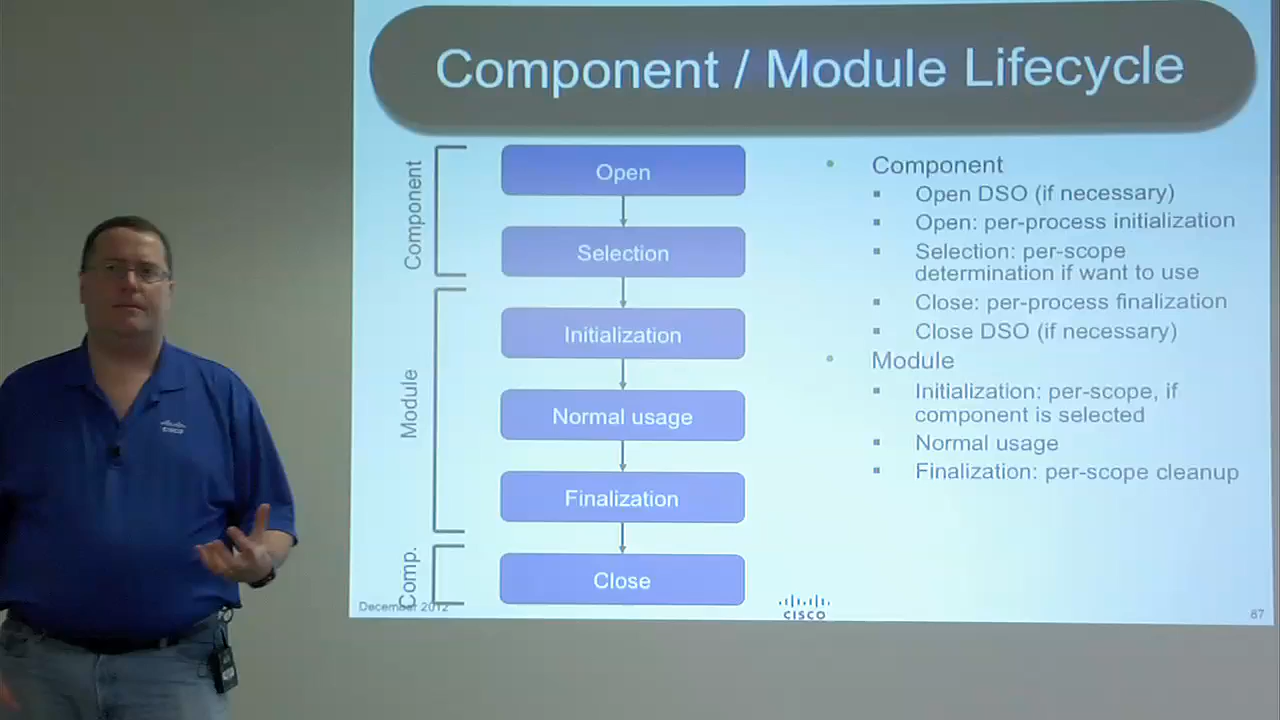 Component / Module Lifecycle
Component
Open
Selection
Module
Initialization
Normal usage
Finalization
Comp.
Close
• Component
▪ Open DSO (if necessary)
▪ Open: per-process initialization
▪ Selection: per-scope
determination if want to use
▪ Close: per-process finalization
▪ Close DSO (if necessary)
• Module
▪ Initialization: per-scope, if
component is selected
▪ Normal usage
▪ Finalization: per-scope cleanup
December 2012
CISCO
87
CISCO